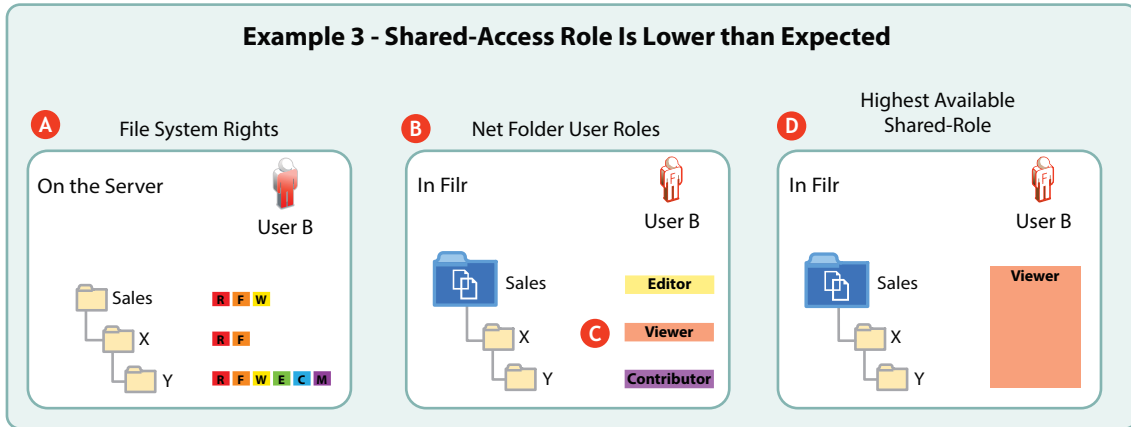 Example 3 - Shared-Access Role Is Lower than Expected
A
File System Rights
On the Server
User B
Sales
R F W
X
R F
Y
R F W E C M
B
Net Folder User Roles
In Filr
F
User B
Sales
Editor
X
C
Viewer
Y
Contributor
D
Highest Available
Shared-Role
In Filr
F
User B
Sales
Viewer
X
Y